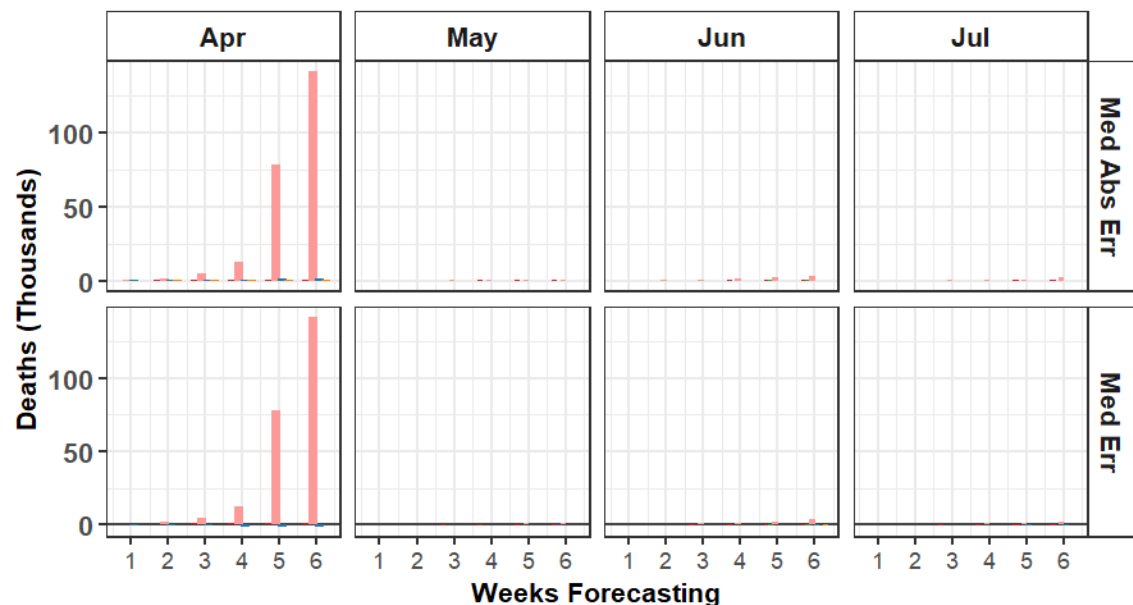 Apr May Jun Jul
Med Abs Err
100
50
0
Med Err
100
50
0
Deaths (Thousands)
1 2 3 4 5 6 1 2 3 4 5 6 1 2 3 4 5 6 1 2 3 4 5 6
Weeks Forecasting